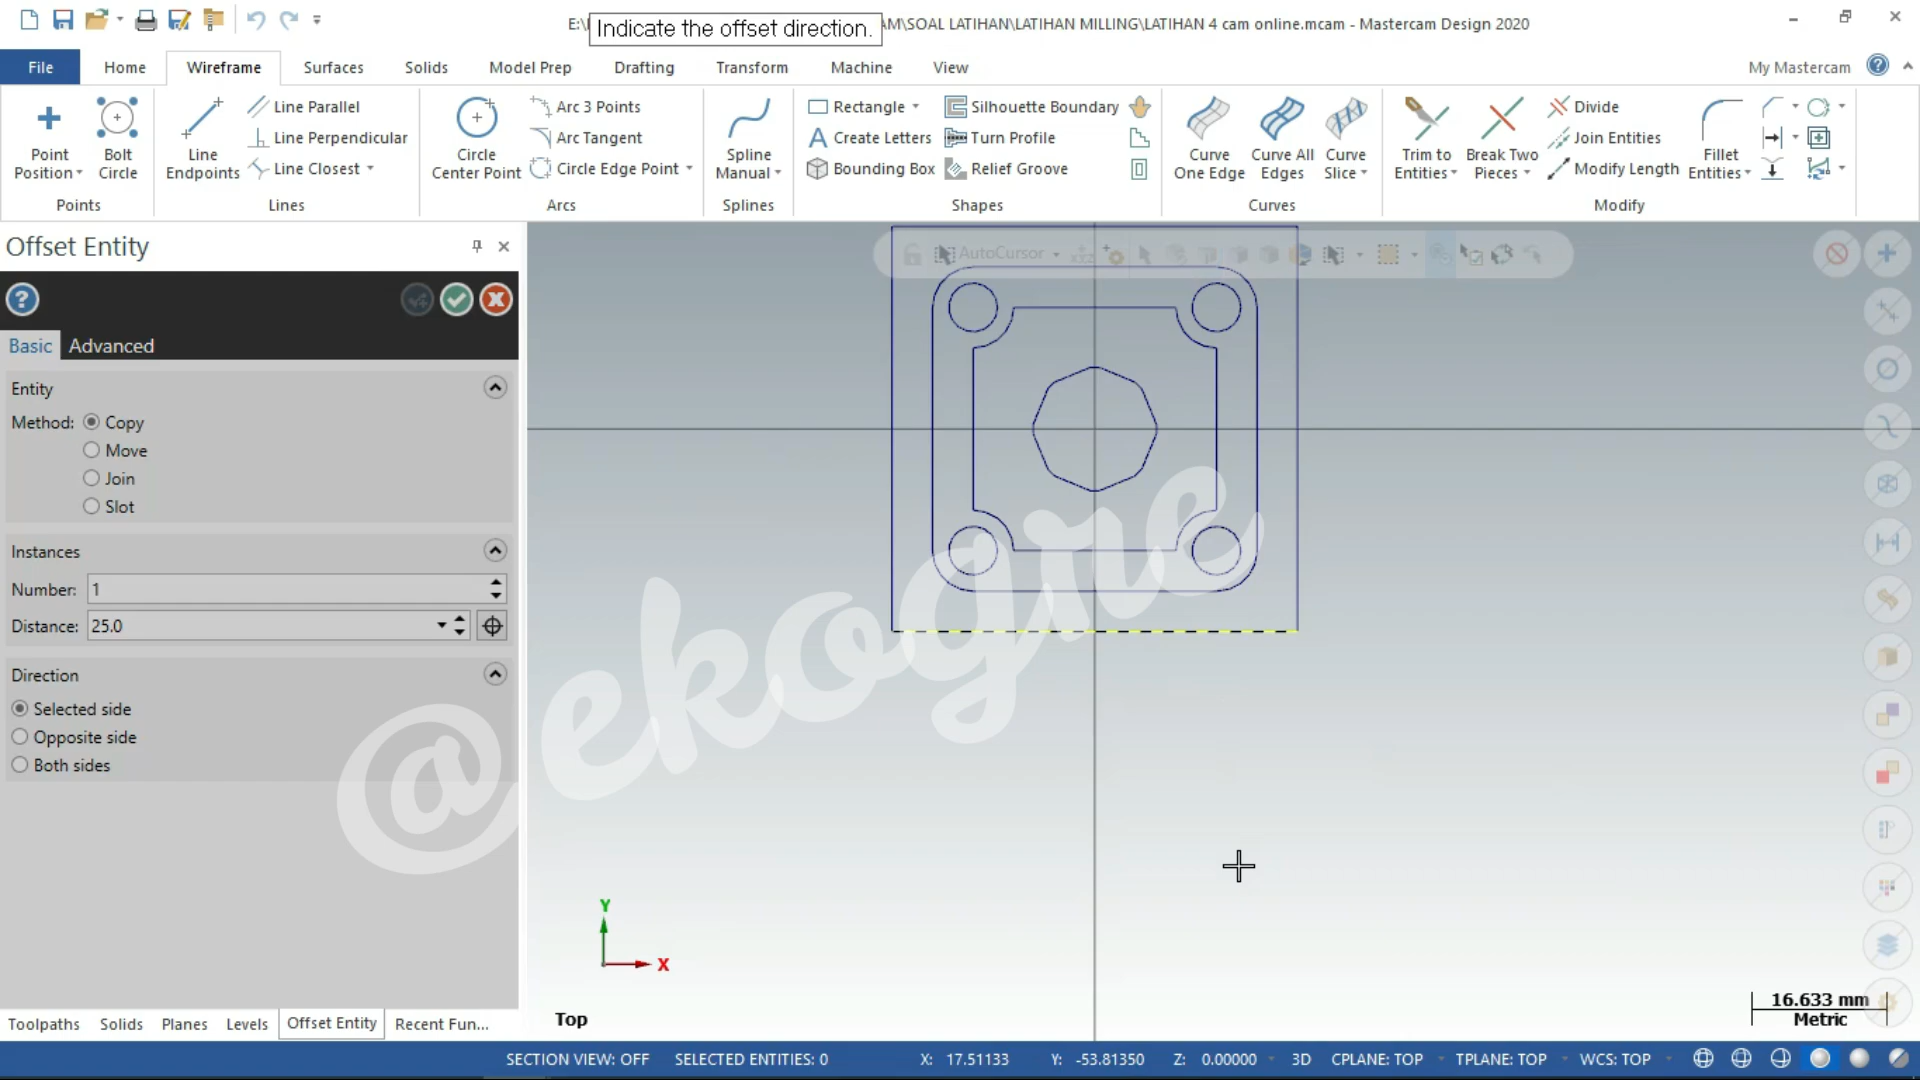 E:\
Indicate the offset direction.
AM\SOAL LATIHAN\LATIHAN MILLING\LATIHAN 4 cam online.mcam - Mastercam Design 2020
File
Home
Wireframe
Surfaces
Solids
Model Prep
Drafting
Transform
Machine
View
My Mastercam
Point
Position
Bolt
Circle
Points
Line
Endpoints
Line Parallel
Line Perpendicular
Line Closest
Lines
Circle
Center Point
Arc 3 Points
Arc Tangent
Circle Edge Point
Arcs
Spline
Manual
Splines
Rectangle
Create Letters
Bounding Box
Silhouette Boundary
Turn Profile
Relief Groove
Shapes
Curve
One Edge
Curve All
Edges
Curve
Slice
Curves
Trim to
Entities
Break Two
Pieces
Divide
Join Entities
Modify Length
Fillet
Entities
Modify
Offset Entity
Basic
Advanced
Entity
Method:
Copy
Move
Join
Slot
Instances
Number: 1
Distance: 25.0
Direction
Selected side
Opposite side
Both sides
AutoCursor
@ekogre
Y
X
Top
16.633 mm
Metric
Toolpaths
Solids
Planes
Levels
Offset Entity
Recent Fun...
SECTION VIEW: OFF
SELECTED ENTITIES: 0
X: 17.51133
Y: -53.81350
Z: 0.00000
3D
CPLANE: TOP
TPLANE: TOP
WCS: TOP